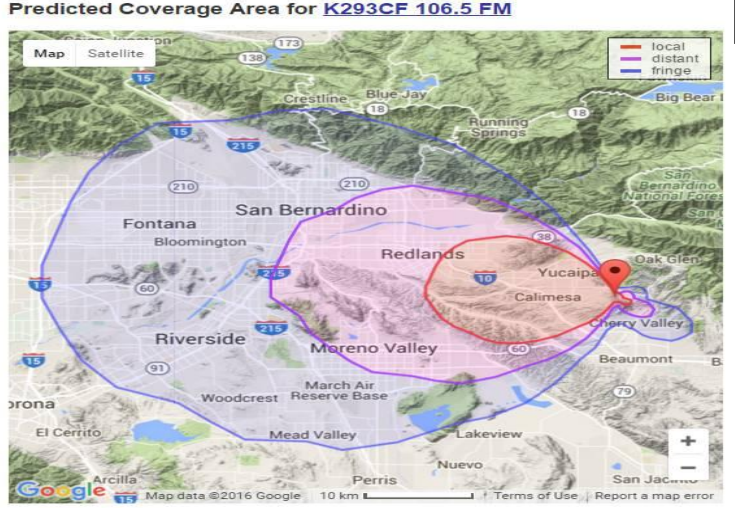 Predicted Coverage Area for K293CF 106.5 FM
Map Satellite
local
distant
fringe
173
138
15
Crestline
Blue Jay
18
18
Big Bear
Running
Springs
15
215
San
Bernardino
National Fores
210
210
San Bernardino
Fontana
Bloomington
38
Redlands
Oak Glen
Yucaipa
10
15
60
Calimesa
215
Cherry Valley
Riverside
Moreno Valley
60
Beaumont
15
91
March Air
Reserve Base
Woodcrest
79
orona
El Cerrito
Mead Valley
Lakeview
+
Nuevo
−
Arcilla
Perris
San Jacinto
Google
15
Map data ©2016 Google 10 km Terms of Use Report a map error